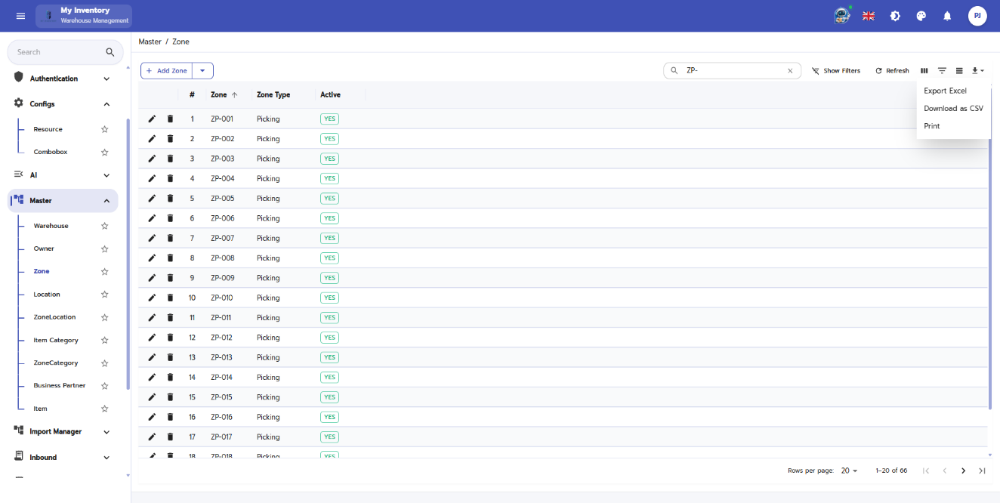 My Inventory
Warehouse Management
PJ
Search
Authentication
Configs
Resource
Combobox
AI
Master
Warehouse
Owner
Zone
Location
ZoneLocation
Item Category
ZoneCategory
Business Partner
Item
Import Manager
Inbound
Master / Zone
+ Add Zone
ZP-
Show Filters
Refresh
Export Excel
Download as CSV
Print
# Zone Zone Type Active
1 ZP-001 Picking YES
2 ZP-002 Picking YES
3 ZP-003 Picking YES
4 ZP-004 Picking YES
5 ZP-005 Picking YES
6 ZP-006 Picking YES
7 ZP-007 Picking YES
8 ZP-008 Picking YES
9 ZP-009 Picking YES
10 ZP-010 Picking YES
11 ZP-011 Picking YES
12 ZP-012 Picking YES
13 ZP-013 Picking YES
14 ZP-014 Picking YES
15 ZP-015 Picking YES
16 ZP-016 Picking YES
17 ZP-017 Picking YES
18 ZP-018 Picking YES
Rows per page: 20 1–20 of 66